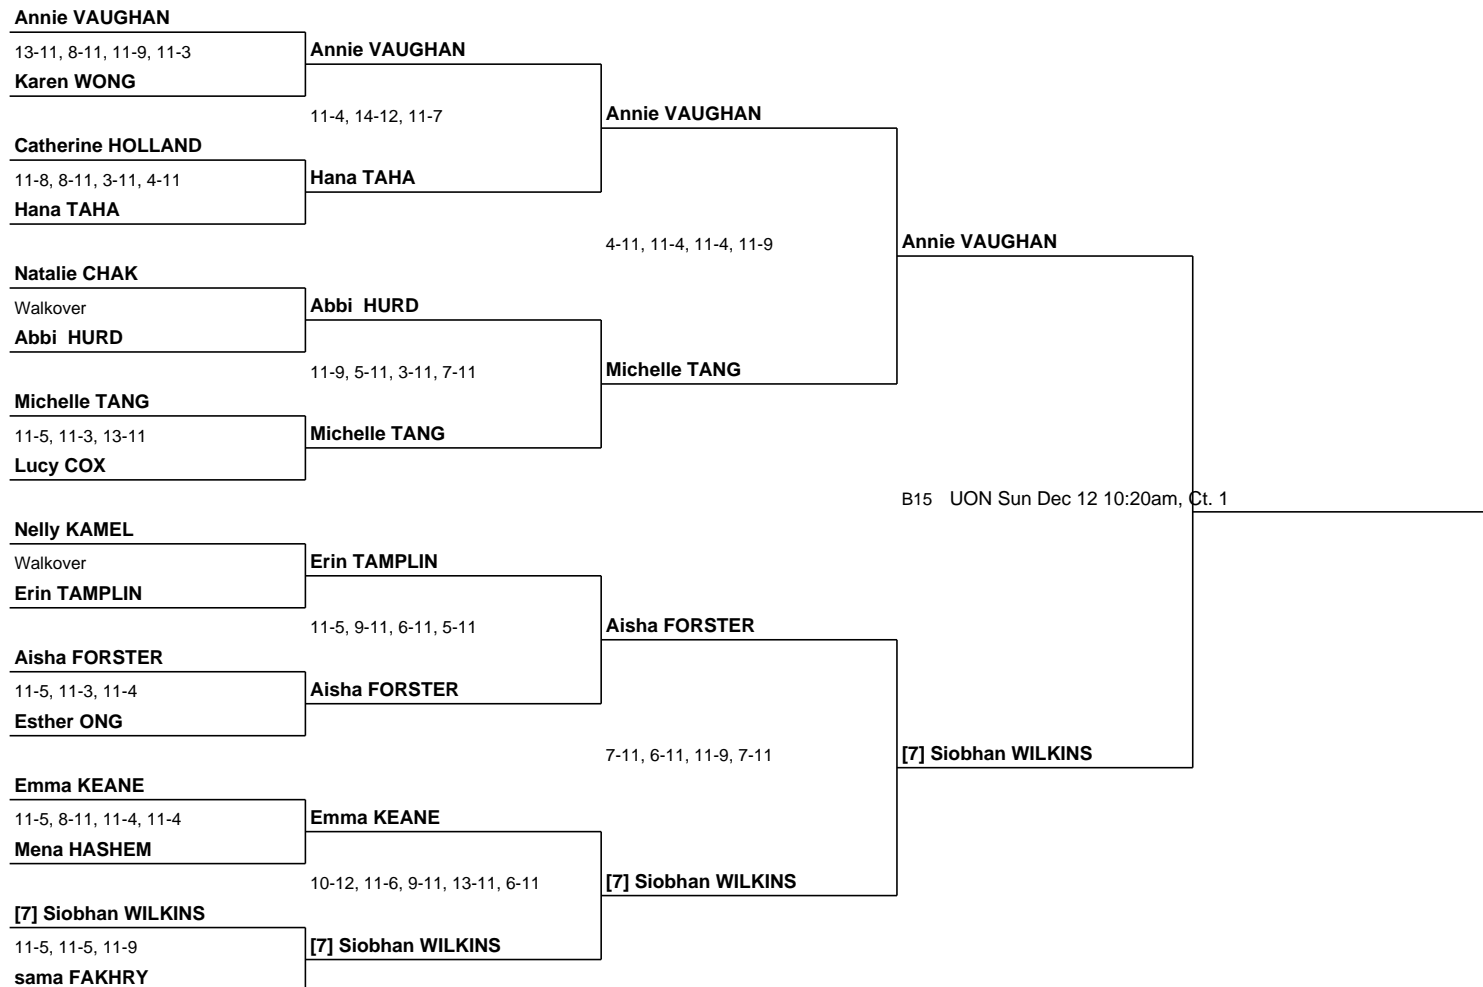 Annie VAUGHAN
13-11, 8-11, 11-9, 11-3
Annie VAUGHAN
Karen WONG
11-4, 14-12, 11-7
Annie VAUGHAN
Catherine HOLLAND
11-8, 8-11, 3-11, 4-11
Hana TAHA
Hana TAHA
4-11, 11-4, 11-4, 11-9
Annie VAUGHAN
Natalie CHAK
Walkover
Abbi  HURD
Abbi  HURD
11-9, 5-11, 3-11, 7-11
Michelle TANG
Michelle TANG
11-5, 11-3, 13-11
Michelle TANG
Lucy COX
B15 UON Sun Dec 12 10:20am, Ct. 1
Nelly KAMEL
Walkover
Erin TAMPLIN
Erin TAMPLIN
11-5, 9-11, 6-11, 5-11
Aisha FORSTER
Aisha FORSTER
11-5, 11-3, 11-4
Aisha FORSTER
Esther ONG
7-11, 6-11, 11-9, 7-11
[7] Siobhan WILKINS
Emma KEANE
11-5, 8-11, 11-4, 11-4
Emma KEANE
Mena HASHEM
10-12, 11-6, 9-11, 13-11, 6-11
[7] Siobhan WILKINS
[7] Siobhan WILKINS
11-5, 11-5, 11-9
[7] Siobhan WILKINS
sama FAKHRY